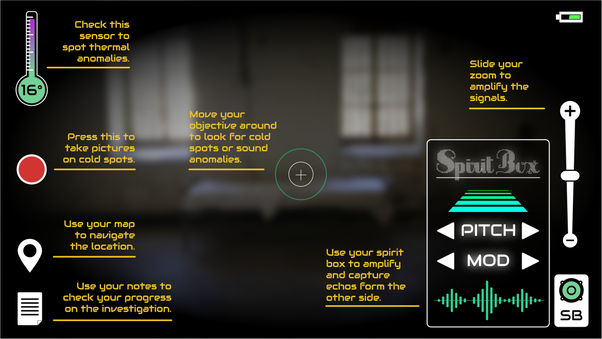 Check this
sensor to
spot thermal
anomalies.
16°
Slide your
zoom to
amplify the
signals.
Move your
objective around
to look for cold
spots or sound
anomalies.
Press this to
take pictures
on cold spots.
Spirit Box
PITCH
MOD
Use your map
to navigate
the location.
Use your spirit
box to amplify
and capture
echos form the
other side.
Use your notes to
check your progress
on the investigation.
SB